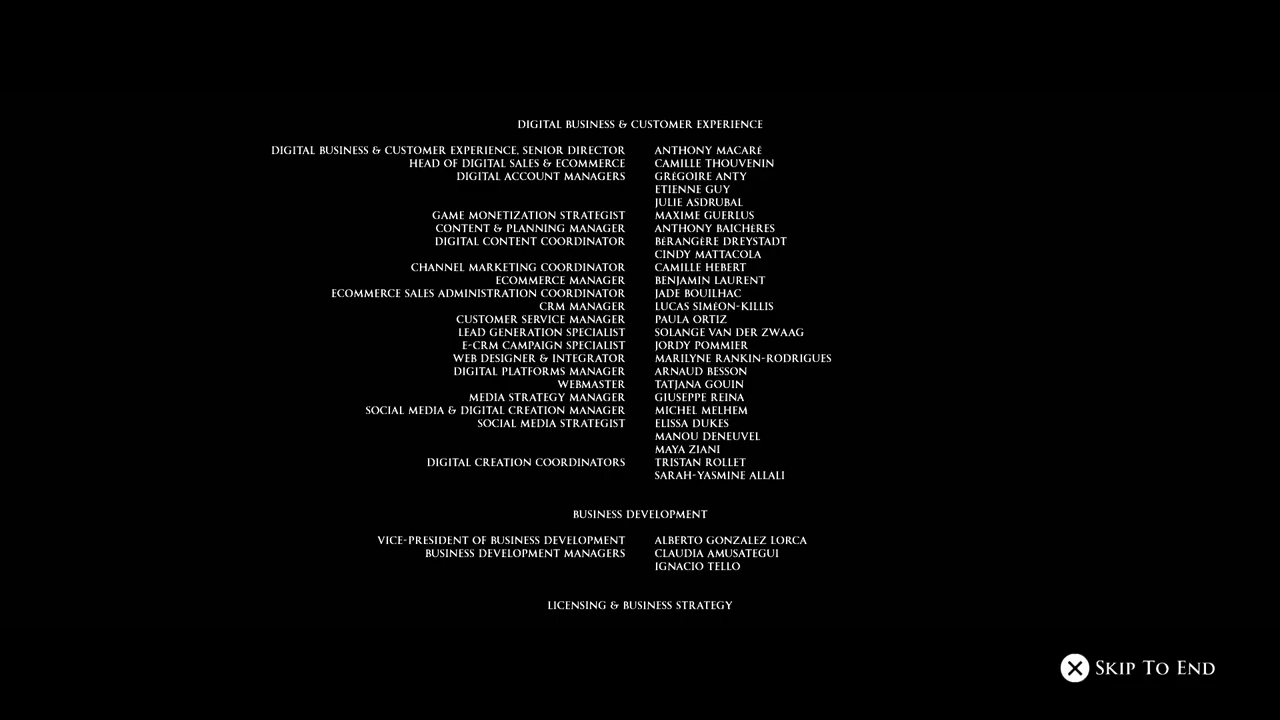 DIGITAL BUSINESS & CUSTOMER EXPERIENCE
DIGITAL BUSINESS & CUSTOMER EXPERIENCE, SENIOR DIRECTOR ANTHONY MACARÉ
HEAD OF DIGITAL SALES & ECOMMERCE CAMILLE THOUVENIN
DIGITAL ACCOUNT MANAGERS GRÉGOIRE ANTY
ETIENNE GUY
JULIE ASDRUBAL
GAME MONETIZATION STRATEGIST MAXIME GUERLUS
CONTENT & PLANNING MANAGER ANTHONY BAICHÈRES
DIGITAL CONTENT COORDINATOR BÉRANGÈRE DREYSTADT
CINDY MATTACOLA
CHANNEL MARKETING COORDINATOR CAMILLE HEBERT
ECOMMERCE MANAGER BENJAMIN LAURENT
ECOMMERCE SALES ADMINISTRATION COORDINATOR JADE BOUILHAC
CRM MANAGER LUCAS SIMÉON-KILLIS
CUSTOMER SERVICE MANAGER PAULA ORTIZ
LEAD GENERATION SPECIALIST SOLANGE VAN DER ZWAAG
E-CRM CAMPAIGN SPECIALIST JORDY POMMIER
WEB DESIGNER & INTEGRATOR MARILYNE RANKIN-RODRIGUES
DIGITAL PLATFORMS MANAGER ARNAUD BESSON
WEBMASTER TATJANA GOUIN
MEDIA STRATEGY MANAGER GIUSEPPE REINA
SOCIAL MEDIA & DIGITAL CREATION MANAGER MICHEL MELHEM
SOCIAL MEDIA STRATEGIST ELISSA DUKES
MANOU DENEUVEL
MAYA ZIANI
DIGITAL CREATION COORDINATORS TRISTAN ROLLET
SARAH-YASMINE ALLALI
BUSINESS DEVELOPMENT
VICE-PRESIDENT OF BUSINESS DEVELOPMENT ALBERTO GONZALEZ LORCA
BUSINESS DEVELOPMENT MANAGERS CLAUDIA AMUSATEGUI
IGNACIO TELLO
LICENSING & BUSINESS STRATEGY
SKIP TO END